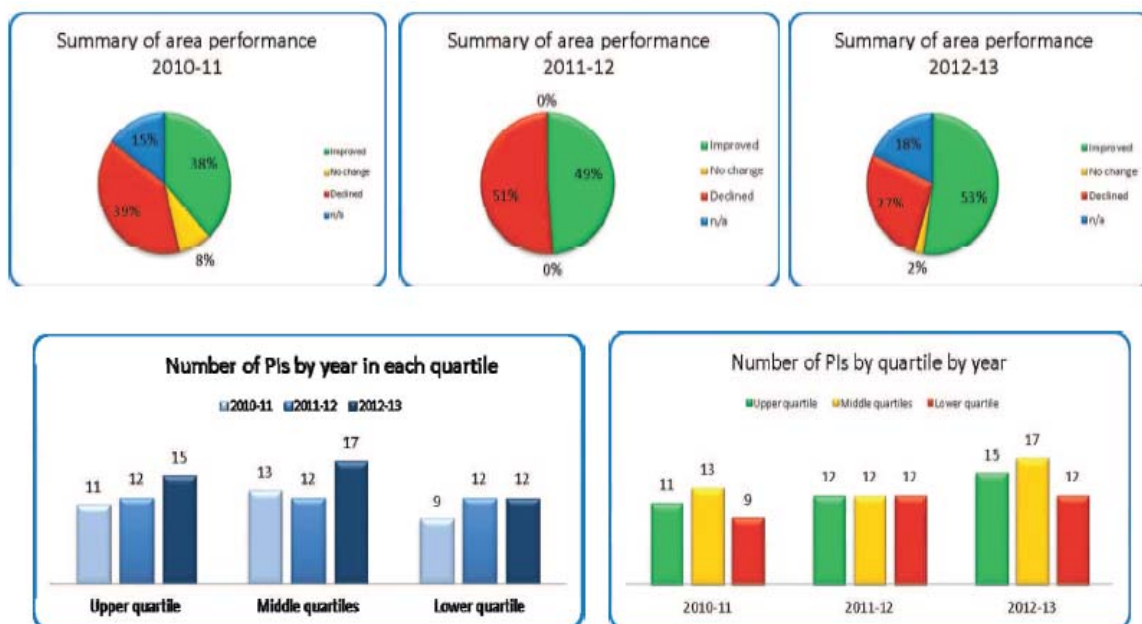 Summary of area performance
2010-11
15%
38%
39%
8%
Improved
No change
Declined
n/a
Summary of area performance
2011-12
0%
49%
51%
0%
Improved
No change
Declined
n/a
Summary of area performance
2012-13
18%
53%
27%
2%
Improved
No change
Declined
n/a
Number of PIs by year in each quartile
2010-11 2011-12 2012-13
11 12 15
13 12 17
9 12 12
Upper quartile Middle quartiles Lower quartile
Number of PIs by quartile by year
Upper quartile Middle quartiles Lower quartile
11 13 9
12 12 12
15 17 12
2010-11 2011-12 2012-13